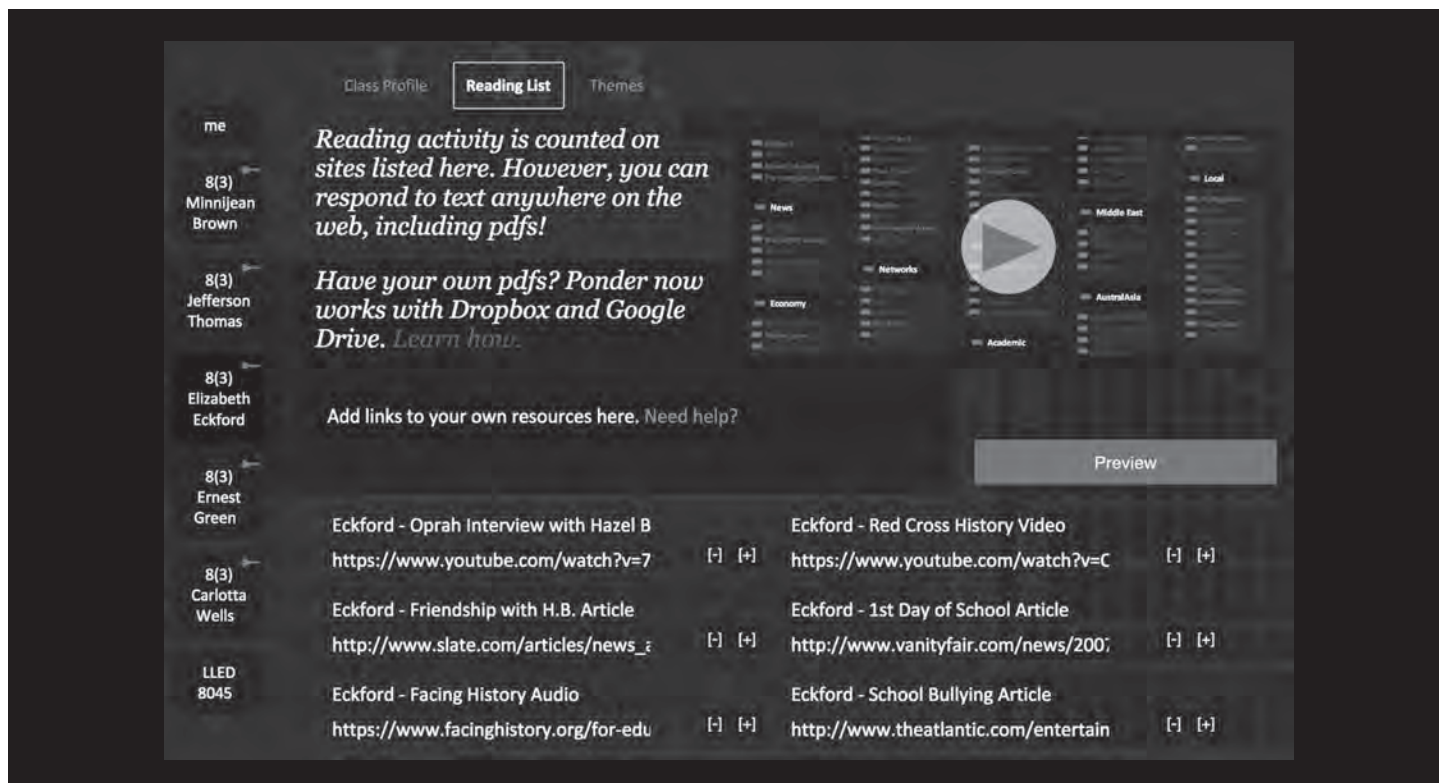 Class Profile
Reading List
Themes
me
8(3)
Minnijean
Brown
8(3)
Jefferson
Thomas
8(3)
Elizabeth
Eckford
8(3)
Ernest
Green
8(3)
Carlotta
Wells
LLED
8045
Reading activity is counted on
sites listed here. However, you can
respond to text anywhere on the
web, including pdfs!
Have your own pdfs? Ponder now
works with Dropbox and Google
Drive. Learn how.
News
Economy
Networks
Academic
Middle East
AustralAsia
Local
Add links to your own resources here. Need help?
Preview
Eckford - Oprah Interview with Hazel B
https://www.youtube.com/watch?v=7
[-] [+]
Eckford - Red Cross History Video
https://www.youtube.com/watch?v=C
[-] [+]
Eckford - Friendship with H.B. Article
http://www.slate.com/articles/news_a
[-] [+]
Eckford - 1st Day of School Article
http://www.vanityfair.com/news/2007
[-] [+]
Eckford - Facing History Audio
https://www.facinghistory.org/for-edu
[-] [+]
Eckford - School Bullying Article
http://www.theatlantic.com/entertain
[-] [+]